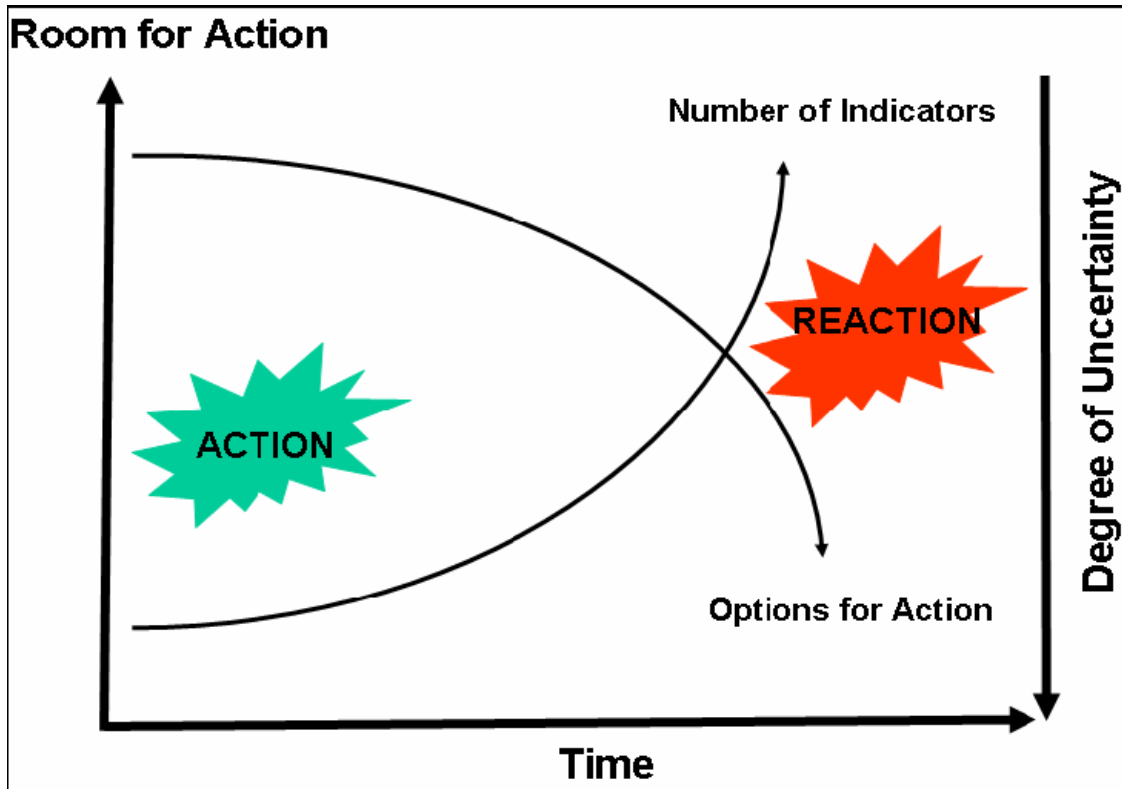 Room for Action
Number of Indicators
REACTION
ACTION
Degree of Uncertainty
Options for Action
Time